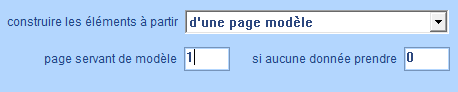 construire les éléments à partir d'une page modèle
page servant de modèle 1 si aucune donnée prendre 0